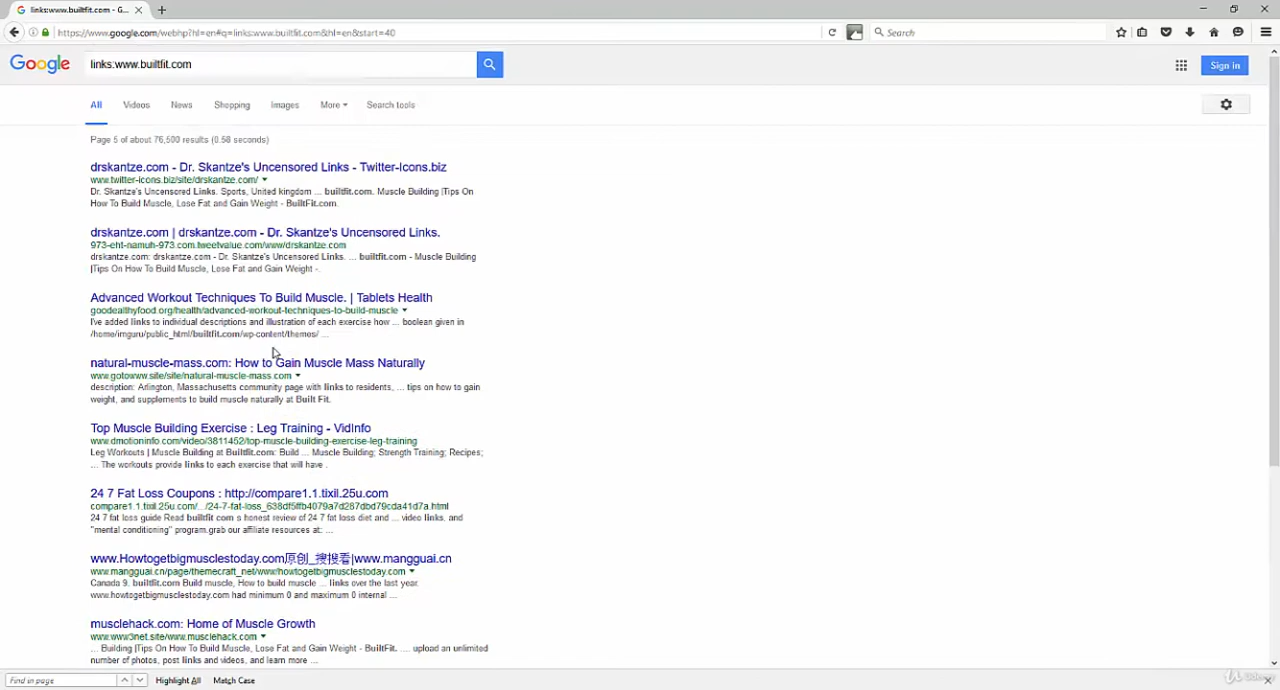 links:www.builtfit.com - G...
https://www.google.com/webhp?hl=en#q=links:www.builtfit.com&hl=en&start=40
Search
Google
links:www.builtfit.com
Sign in
All Videos News Shopping Images More Search tools
Page 5 of about 76,500 results (0.58 seconds)
drskantze.com - Dr. Skantze's Uncensored Links - Twitter-Icons.biz
www.twitter-icons.biz/site/drskantze.com/
Dr. Skantze's Uncensored Links. Sports, United kingdom ... builtfit.com. Muscle Building |Tips On
How To Build Muscle, Lose Fat and Gain Weight - BuiltFit.com.
drskantze.com | drskantze.com - Dr. Skantze's Uncensored Links.
973-eht-namuh-973.com.tweetvalue.com/www/drskantze.com
drskantze.com: drskantze.com - Dr. Skantze's Uncensored Links. ... builtfit.com - Muscle Building
|Tips On How To Build Muscle, Lose Fat and Gain Weight -.
Advanced Workout Techniques To Build Muscle. | Tablets Health
goodealthyfood.org/health/advanced-workout-techniques-to-build-muscle
I've added links to individual descriptions and illustration of each exercise how ... boolean given in
/home/imguru/public_html/builtfit.com/wp-content/themes/ ...
natural-muscle-mass.com: How to Gain Muscle Mass Naturally
www.gotowww.site/site/natural-muscle-mass.com
description: Arlington, Massachusetts community page with links to residents, ... tips on how to gain
weight, and supplements to build muscle naturally at Built Fit.
Top Muscle Building Exercise : Leg Training - VidInfo
www.dmotioninfo.com/video/3811452/top-muscle-building-exercise-leg-training
Leg Workouts | Muscle Building at Builtfit.com: Build ... Muscle Building; Strength Training; Recipes;
... The workouts provide links to each exercise that will have .
24 7 Fat Loss Coupons : http://compare1.1.tixil.25u.com
compare1.1.tixil.25u.com/.../24-7-fat-loss_638df5ffb4079a7d287dbd79cda41d7a.html
24 7 fat loss guide Read builtfit com s honest review of 24 7 fat loss diet and ... video links, and
"mental conditioning" program.grab our affiliate resources at: ...
www.Howtogetbigmusclestoday.com原创_搜搜看|www.mangguai.cn
www.mangguai.cn/page/themecraft_net/www/howtogetbigmusclestoday.com
Canada 9. builtfit.com Build muscle, How to build muscle ... links over the last year.
www.howtogetbigmusclestoday.com had minimum 0 and maximum 0 internal ...
musclehack.com: Home of Muscle Growth
www.www3net.site/www.musclehack.com
... Building |Tips On How To Build Muscle, Lose Fat and Gain Weight - BuiltFit. ... upload an unlimited
number of photos, post links and videos, and learn more ...
Find in page Highlight All Match Case
Udemy